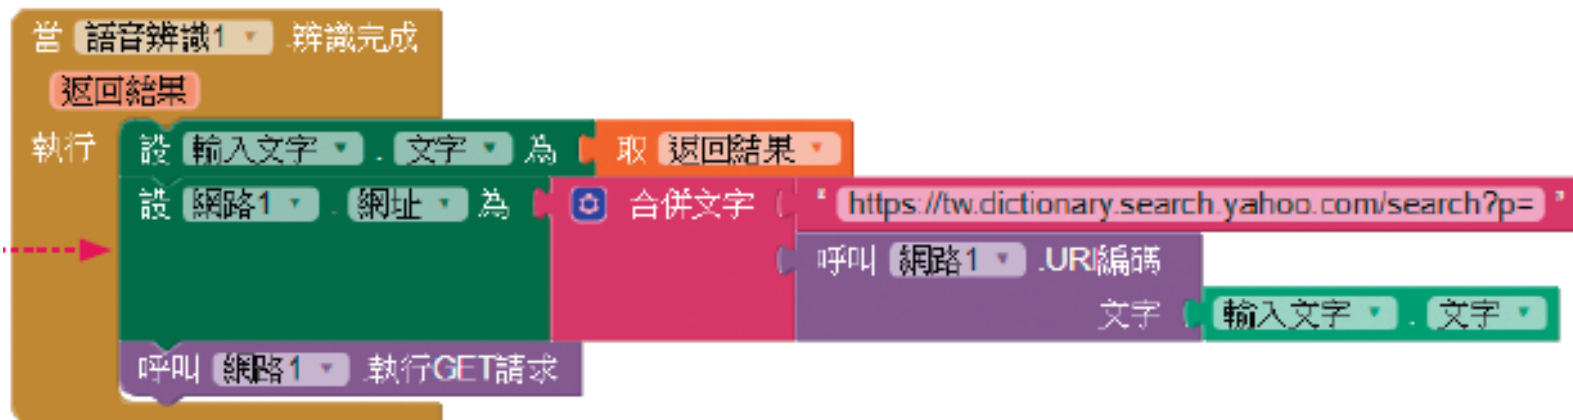 當 語音辨識1 .辨識完成
返回結果
執行 設 輸入文字 . 文字 為 取 返回結果
設 網路1 . 網址 為 合併文字 " https://tw.dictionary.search.yahoo.com/search?p= "
呼叫 網路1 .URI編碼
文字 輸入文字 . 文字
呼叫 網路1 .執行GET請求